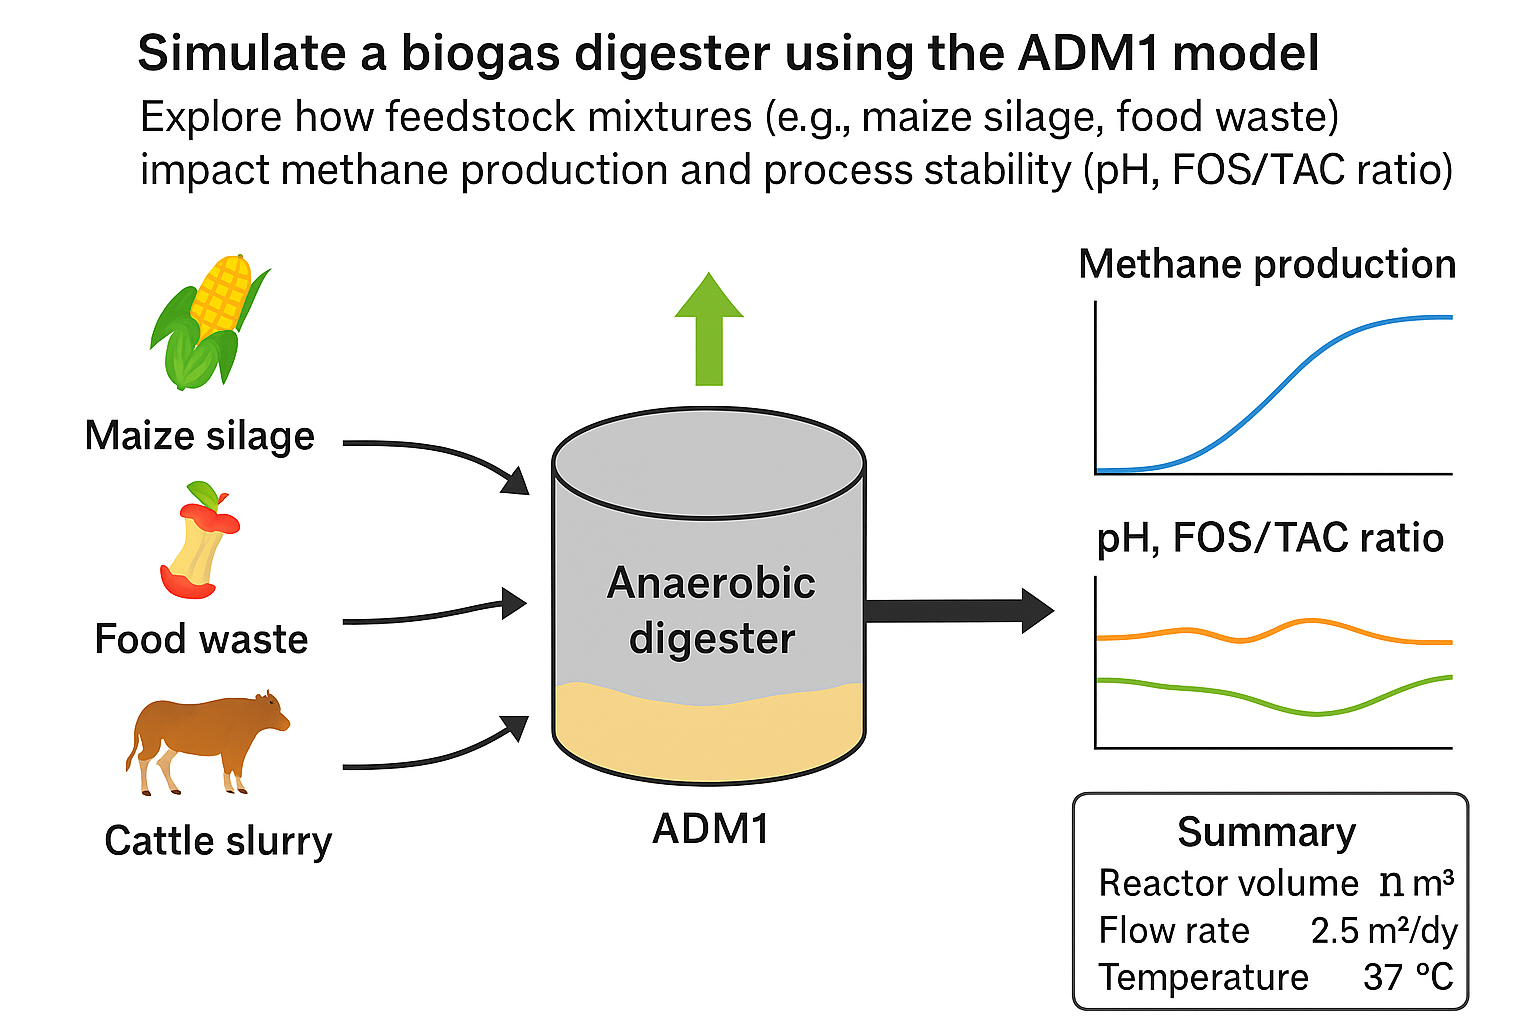 Simulate a biogas digester using the ADM1 model
Explore how feedstock mixtures (e.g., maize silage, food waste)
impact methane production and process stability (pH, FOS/TAC ratio)
Maize silage
Food waste
Cattle slurry
Anaerobic
digester
ADM1
Methane production
pH, FOS/TAC ratio
Summary
Reactor volume n m³
Flow rate 2.5 m²/dy
Temperature 37 °C